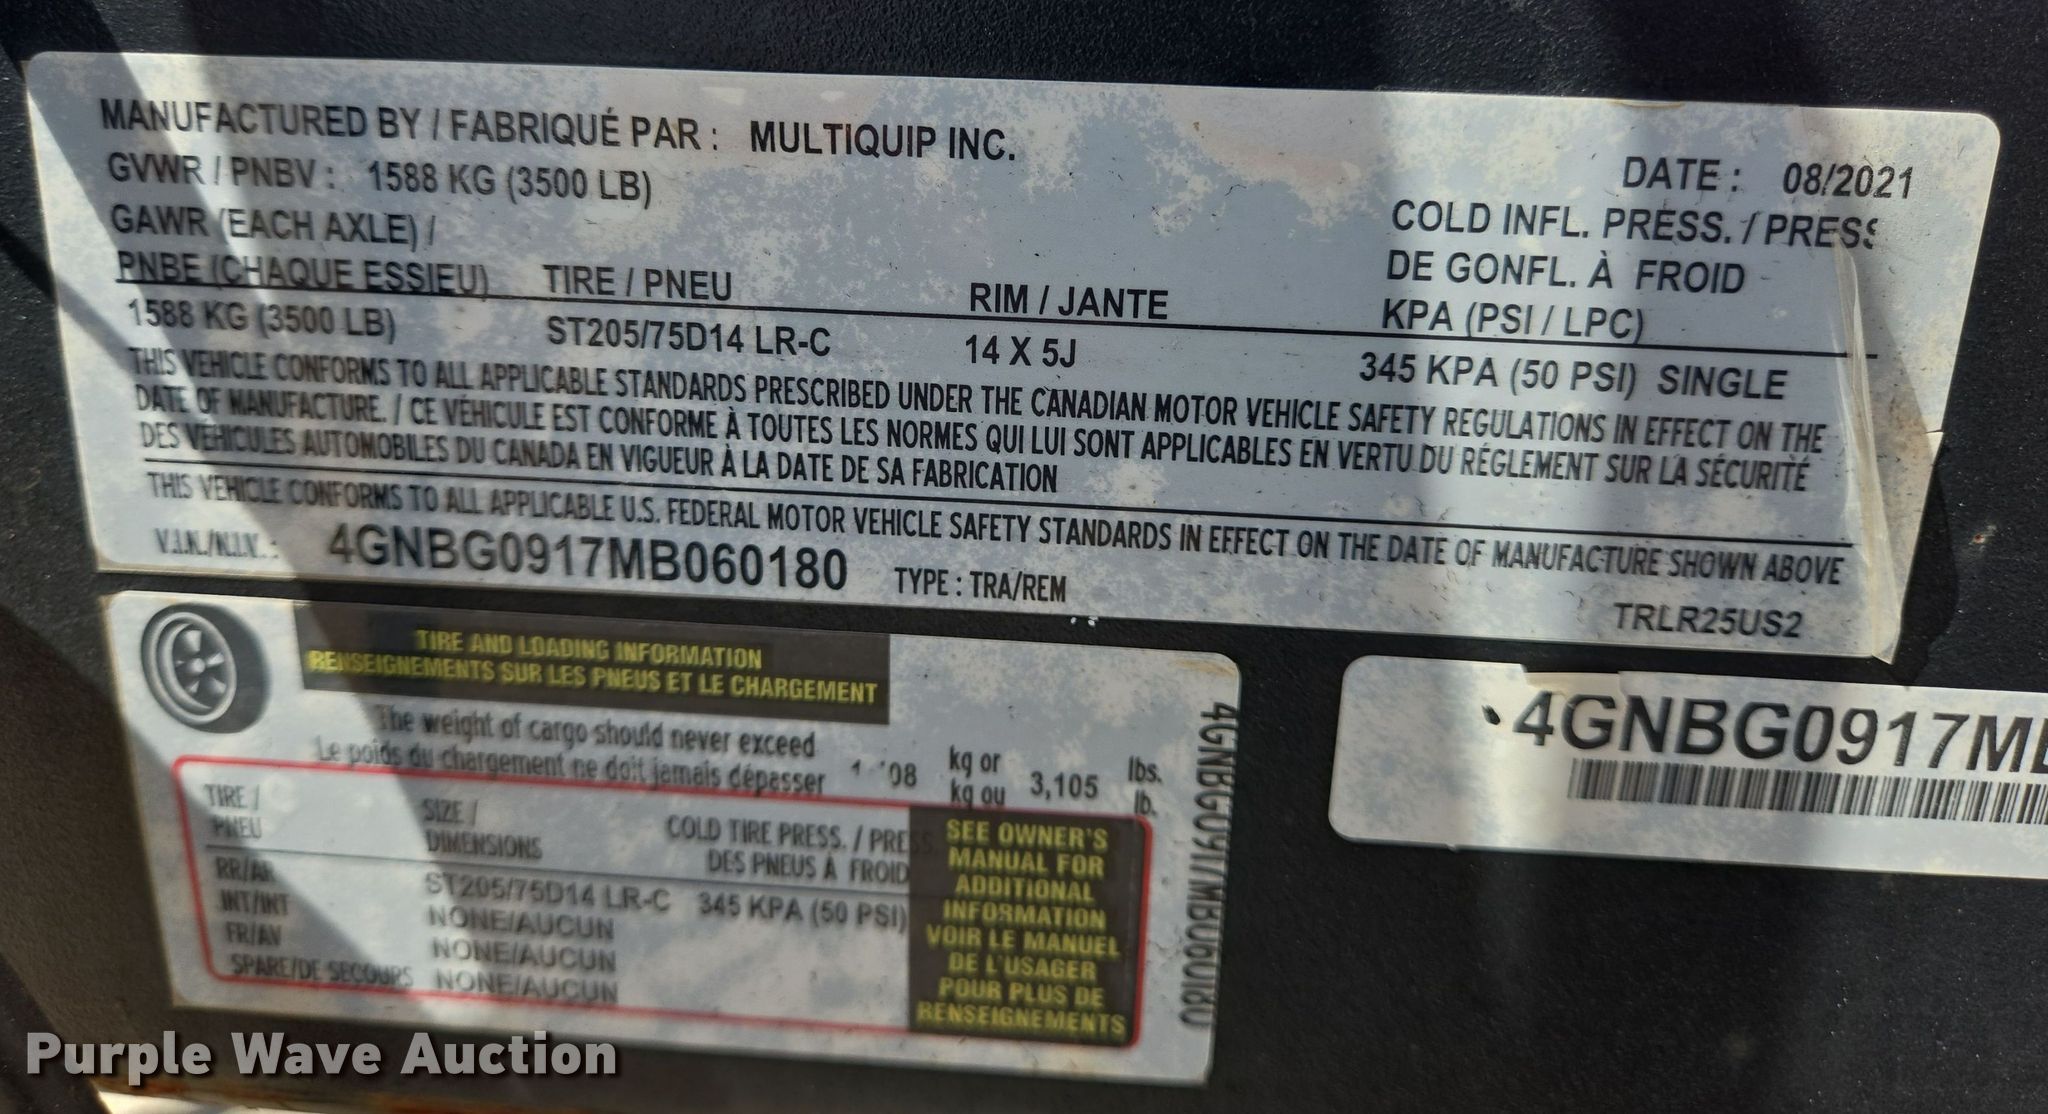 MANUFACTURED BY / FABRIQUÉ PAR : MULTIQUIP INC.
DATE : 08/2021
GVWR / PNBV : 1588 KG (3500 LB)
GAWR (EACH AXLE) /
PNBE (CHAQUE ESSIEU) TIRE / PNEU RIM / JANTE
COLD INFL. PRESS. / PRESS
DE GONFL. À FROID
KPA (PSI / LPC)
1588 KG (3500 LB) ST205/75D14 LR-C 14 X 5J 345 KPA (50 PSI) SINGLE
THIS VEHICLE CONFORMS TO ALL APPLICABLE STANDARDS PRESCRIBED UNDER THE CANADIAN MOTOR VEHICLE SAFETY REGULATIONS IN EFFECT ON THE
DATE OF MANUFACTURE. / CE VÉHICULE EST CONFORME À TOUTES LES NORMES QUI LUI SONT APPLICABLES EN VERTU DU RÉGLEMENT SUR LA SÉCURITÉ
DES VÉHICULES AUTOMOBILES DU CANADA EN VIGUEUR À LA DATE DE SA FABRICATION
THIS VEHICLE CONFORMS TO ALL APPLICABLE U.S. FEDERAL MOTOR VEHICLE SAFETY STANDARDS IN EFFECT ON THE DATE OF MANUFACTURE SHOWN ABOVE
V.I.N./N.I.V. : 4GNBG0917MB060180 TYPE : TRA/REM
TRLR25US2
TIRE AND LOADING INFORMATION
RENSEIGNEMENTS SUR LES PNEUS ET LE CHARGEMENT
The weight of cargo should never exceed
Le poids du chargement ne doit jamais dépasser
kg or
kg ou
3,105
lbs.
lb.
TIRE /
PNEU
SIZE /
DIMENSIONS
COLD TIRE PRESS. / PRESS
DES PNEUS À FROID
RR/AR ST205/75D14 LR-C 345 KPA (50 PSI)
INT/INT NONE/AUCUN
FR/AV NONE/AUCUN
SPARE/DE SECOURS NONE/AUCUN
SEE OWNER'S
MANUAL FOR
ADDITIONAL
INFORMATION
VOIR LE MANUEL
DE L'USAGER
POUR PLUS DE
RENSEIGNEMENTS
4GNBG0917MB060180
4GNBG0917MB
Purple Wave Auction